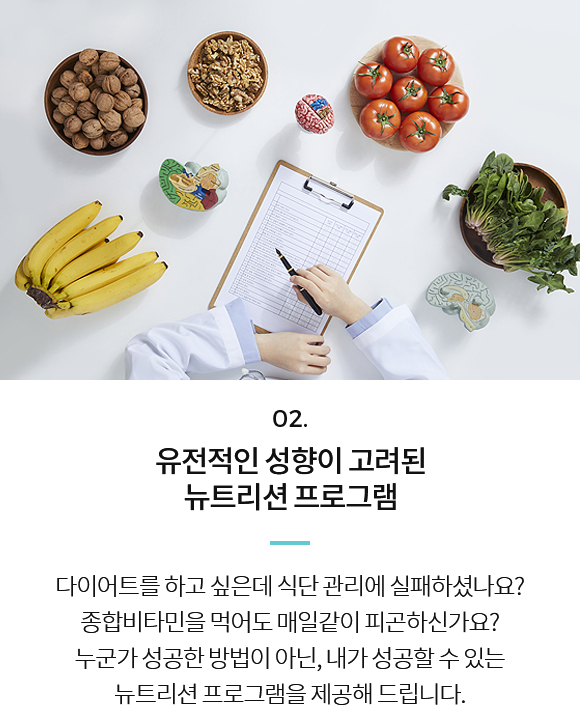 02.
유전적인 성향이 고려된
뉴트리션 프로그램
다이어트를 하고 싶은데 식단 관리에 실패하셨나요?
종합비타민을 먹어도 매일같이 피곤하신가요?
누군가 성공한 방법이 아닌, 내가 성공할 수 있는
뉴트리션 프로그램을 제공해 드립니다.